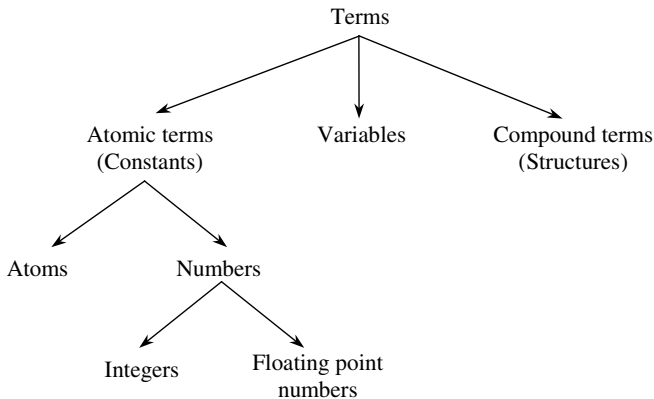 Terms
Atomic terms
(Constants)
Variables
Compound terms
(Structures)
Atoms
Numbers
Integers
Floating point
numbers